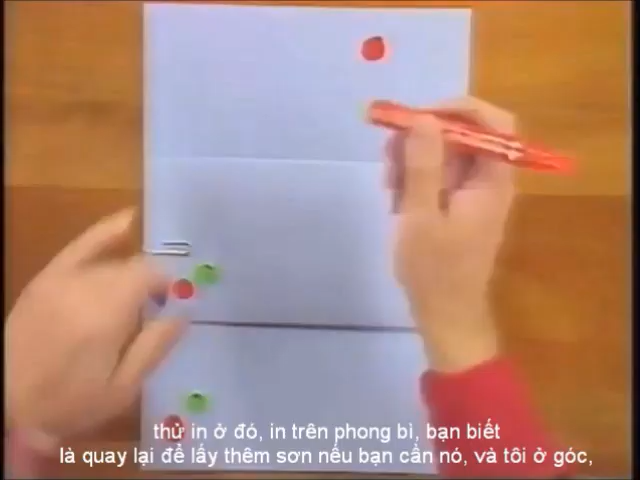 thử in ở đó, in trên phong bì, bạn biết
là quay lại để lấy thêm sơn nếu bạn cần nó, và tôi ở góc,